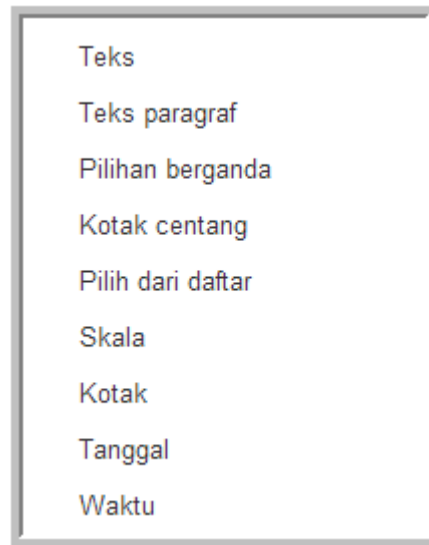 Teks
Teks paragraf
Pilihan berganda
Kotak centang
Pilih dari daftar
Skala
Kotak
Tanggal
Waktu